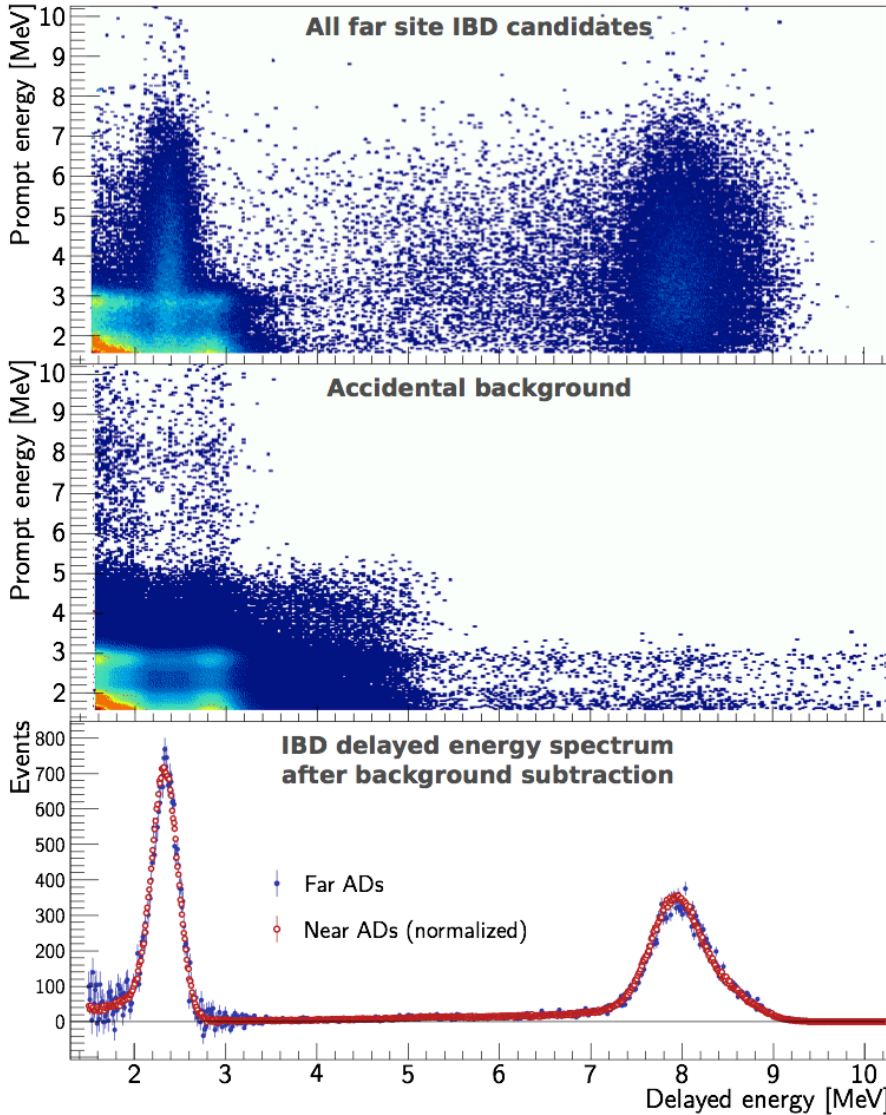 All far site IBD candidates
Prompt energy [MeV]
10
9
8
7
6
5
4
3
2
Accidental background
Prompt energy [MeV]
10
9
8
7
6
5
4
3
2
IBD delayed energy spectrum
after background subtraction
Events
800
700
600
500
400
300
200
100
0
Far ADs
Near ADs (normalized)
2 3 4 5 6 7 8 9 10
Delayed energy [MeV]